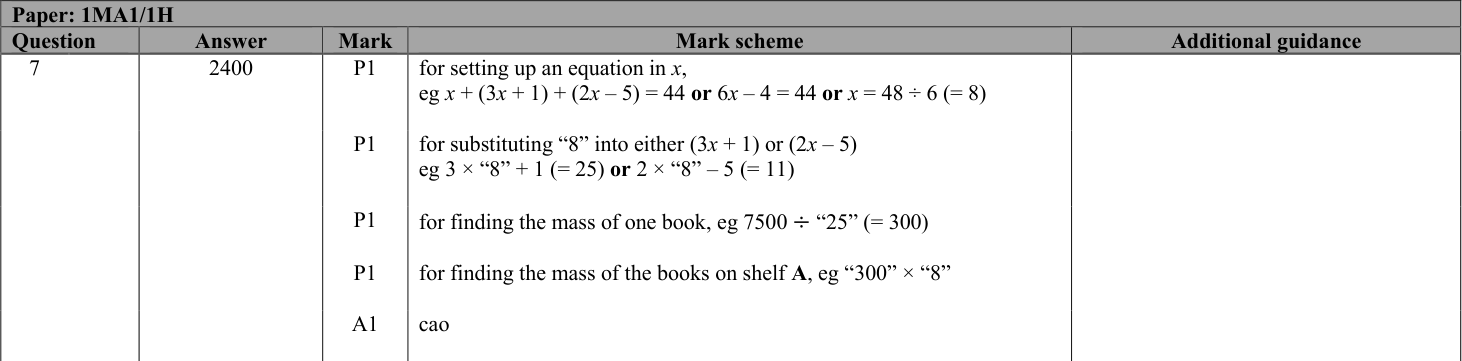 Paper: 1MA1/1H
Question Answer Mark Mark scheme Additional guidance
7 2400 P1 for setting up an equation in x,
eg x + (3x + 1) + (2x – 5) = 44 or 6x – 4 = 44 or x = 48 ÷ 6 (= 8)
P1 for substituting “8” into either (3x + 1) or (2x – 5)
eg 3 × “8” + 1 (= 25) or 2 × “8” – 5 (= 11)
P1 for finding the mass of one book, eg 7500 ÷ “25” (= 300)
P1 for finding the mass of the books on shelf A, eg “300” × “8”
A1 cao